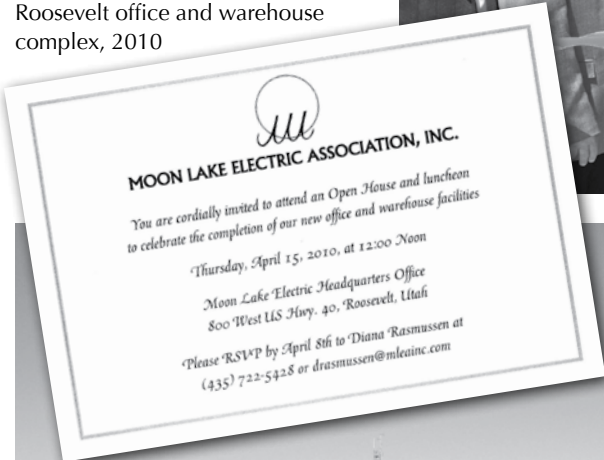 Roosevelt office and warehouse
complex, 2010
MOON LAKE ELECTRIC ASSOCIATION, INC.
You are cordially invited to attend an Open House and luncheon
to celebrate the completion of our new office and warehouse facilities
Thursday, April 15, 2010, at 12:00 Noon
Moon Lake Electric Headquarters Office
800 West US Hwy. 40, Roosevelt, Utah
Please RSVP by April 8th to Diana Rasmussen at
(435) 722-5428 or drasmussen@mleainc.com